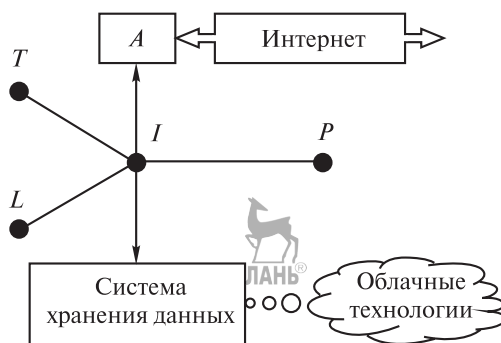 A
Интернет
T
I
P
L
ЛАНЬ®
Система
хранения данных
Облачные
технологии